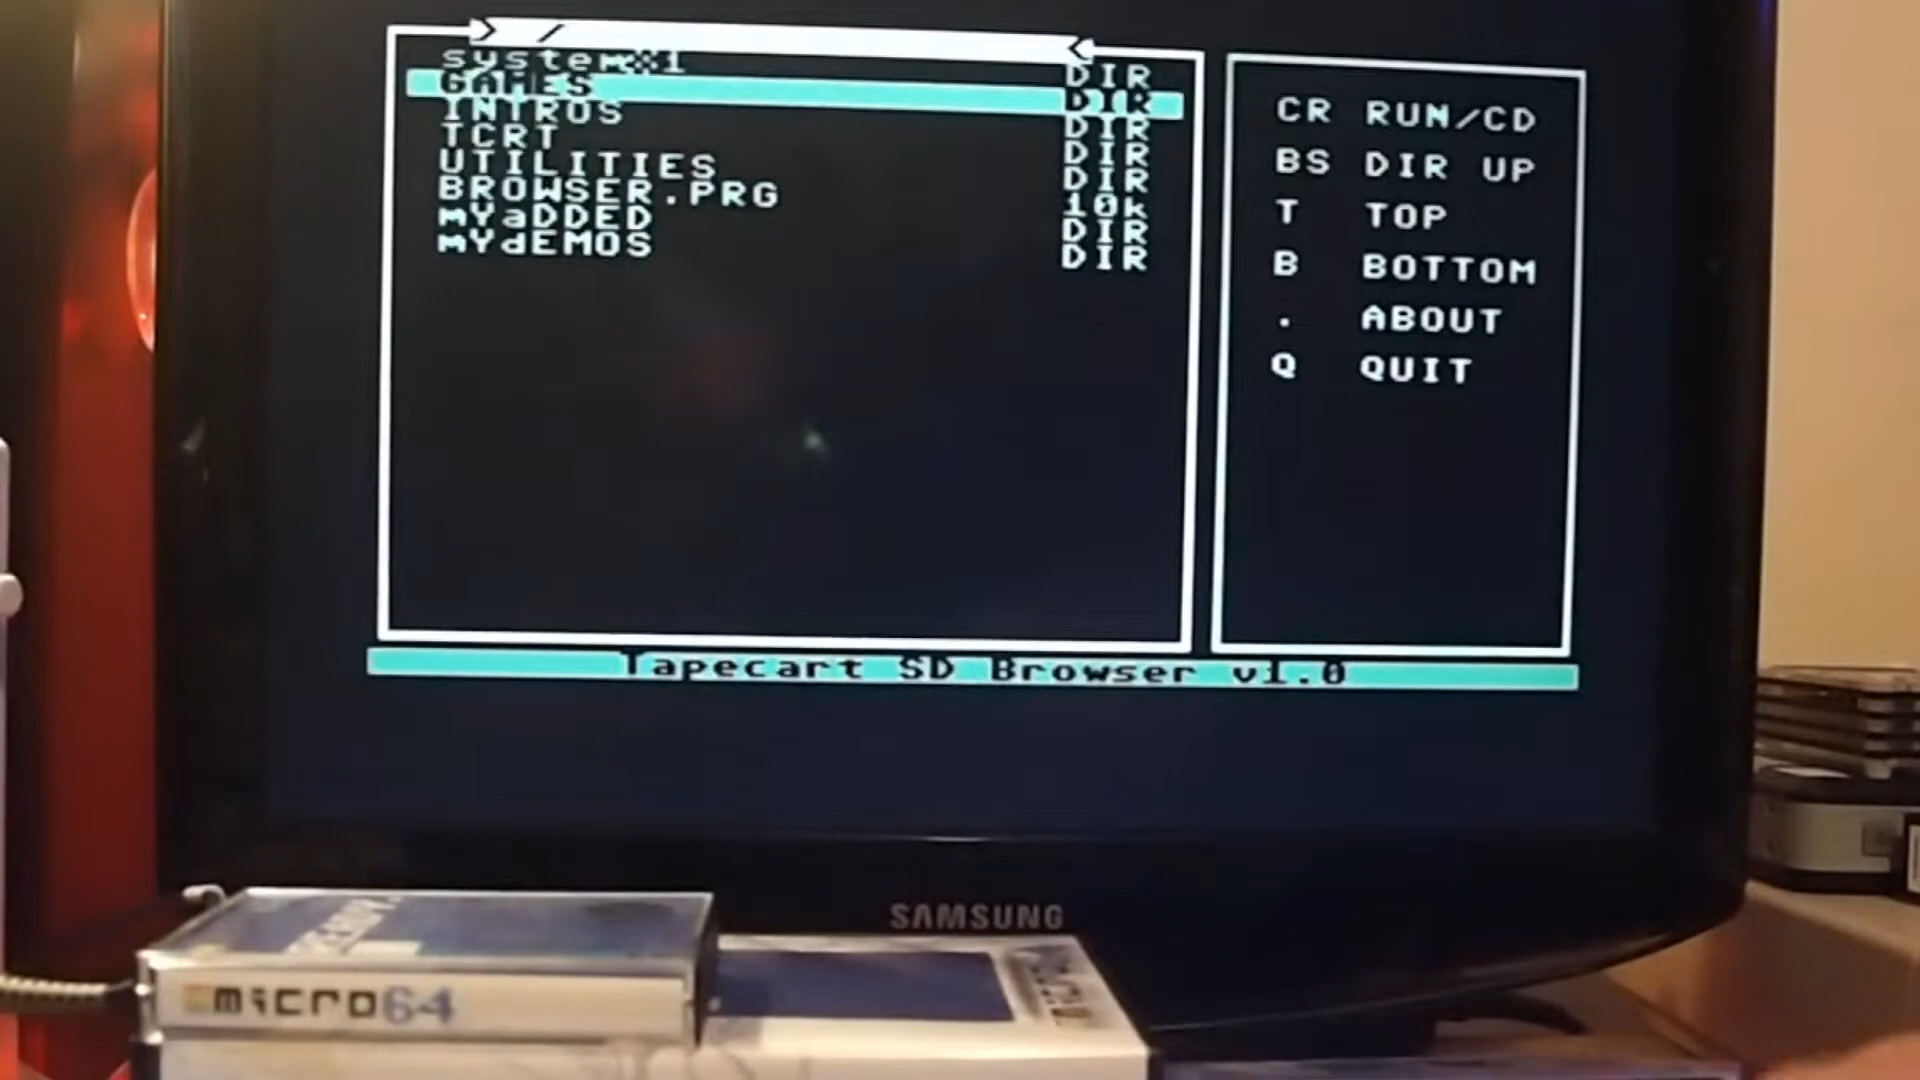 > / <
system※1 DIR
GAMES DIR
INTROS DIR
TCRT DIR
UTILITIES DIR
BROWSER.PRG 10k
mYaDDED DIR
mYdEMOS DIR
CR RUN/CD
BS DIR UP
T TOP
B BOTTOM
. ABOUT
Q QUIT
Tapecart SD Browser v1.0
SAMSUNG
micro64